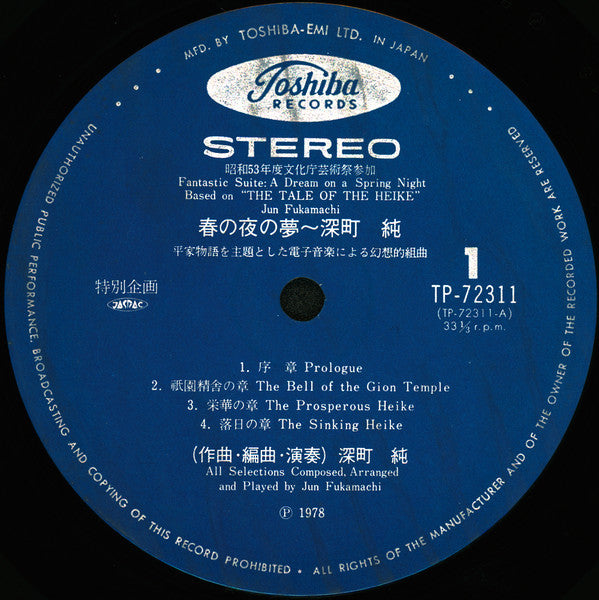 MFD. BY TOSHIBA-EMI LTD. IN JAPAN
Toshiba
RECORDS
STEREO
昭和53年度文化庁芸術祭参加
Fantastic Suite: A Dream on a Spring Night
Based on "THE TALE OF THE HEIKE"
Jun Fukamachi
春の夜の夢〜深町 純
平家物語を主題とした電子音楽による幻想的組曲
特別企画
JASRAC
1
TP-72311
(TP-72311-A)
33 1/3 r.p.m.
1. 序 章 Prologue
2. 祇園精舎の章 The Bell of the Gion Temple
3. 栄華の章 The Prosperous Heike
4. 落日の章 The Sinking Heike
(作曲・編曲・演奏) 深町 純
All Selections Composed, Arranged
and Played by Jun Fukamachi
Ⓟ 1978
UNAUTHORIZED PUBLIC PERFORMANCE, BROADCASTING AND COPYING OF THIS RECORD PROHIBITED • ALL RIGHTS OF THE MANUFACTURER AND OF THE OWNER OF THE RECORDED WORK ARE RESERVED